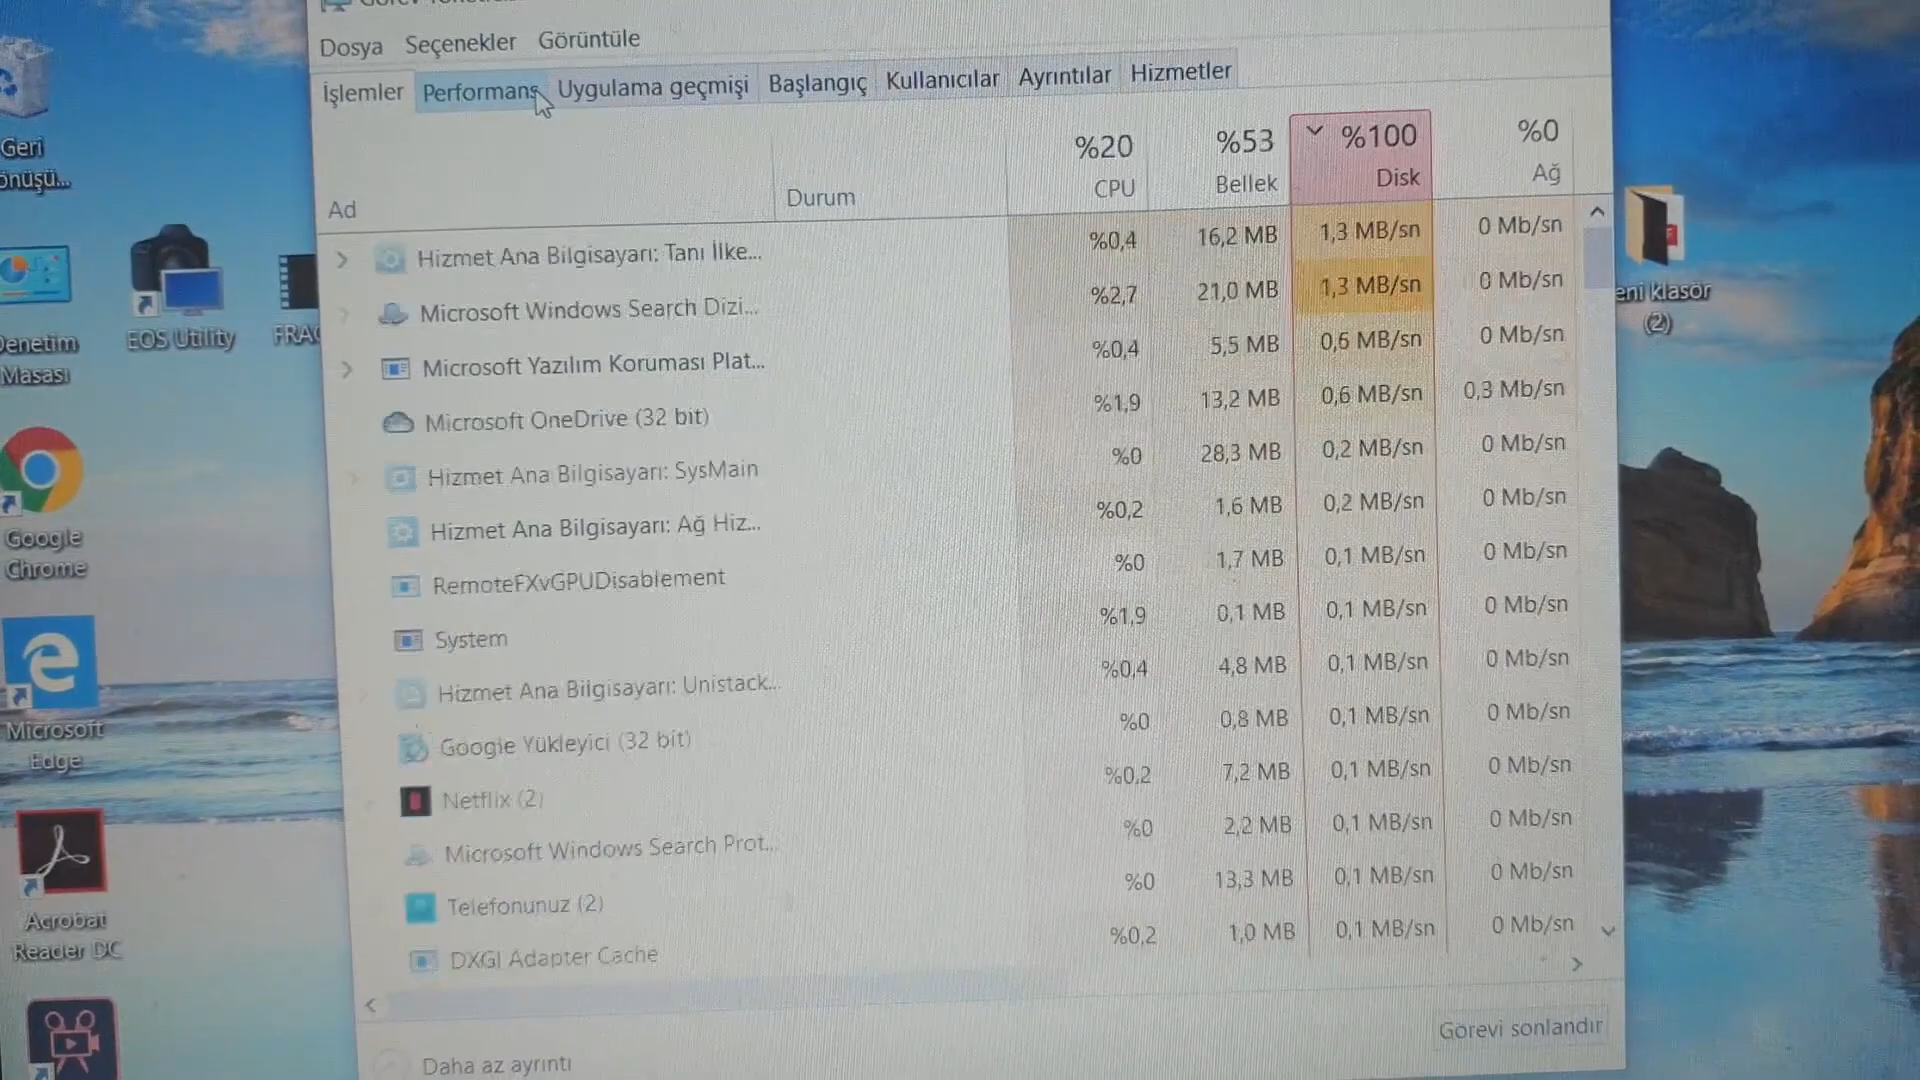 Dosya Seçenekler Görüntüle
İşlemler Performans Uygulama geçmişi Başlangıç Kullanıcılar Ayrıntılar Hizmetler
%20 %53 %100 %0
Ad Durum CPU Bellek Disk Ağ
Hizmet Ana Bilgisayarı: Tanı İlke... %0,4 16,2 MB 1,3 MB/sn 0 Mb/sn
Microsoft Windows Search Dizi... %2,7 21,0 MB 1,3 MB/sn 0 Mb/sn
Microsoft Yazılım Koruması Plat... %0,4 5,5 MB 0,6 MB/sn 0 Mb/sn
Microsoft OneDrive (32 bit) %1,9 13,2 MB 0,6 MB/sn 0,3 Mb/sn
Hizmet Ana Bilgisayarı: SysMain %0 28,3 MB 0,2 MB/sn 0 Mb/sn
Hizmet Ana Bilgisayarı: Ağ Hiz... %0,2 1,6 MB 0,2 MB/sn 0 Mb/sn
RemoteFXvGPUDisablement %0 1,7 MB 0,1 MB/sn 0 Mb/sn
System %1,9 0,1 MB 0,1 MB/sn 0 Mb/sn
Hizmet Ana Bilgisayarı: Unistack... %0,4 4,8 MB 0,1 MB/sn 0 Mb/sn
Google Yükleyici (32 bit) %0 0,8 MB 0,1 MB/sn 0 Mb/sn
Netflix (2) %0,2 7,2 MB 0,1 MB/sn 0 Mb/sn
Microsoft Windows Search Prot... %0 2,2 MB 0,1 MB/sn 0 Mb/sn
Telefonunuz (2) %0 13,3 MB 0,1 MB/sn 0 Mb/sn
DXGI Adapter Cache %0,2 1,0 MB 0,1 MB/sn 0 Mb/sn
Daha az ayrıntı
Görevi sonlandır
Geri
önüşü...
EOS Utility
FRAC
Denetim
Masası
Google
Chrome
Microsoft
Edge
Acrobat
Reader DC
eni klasör
(2)